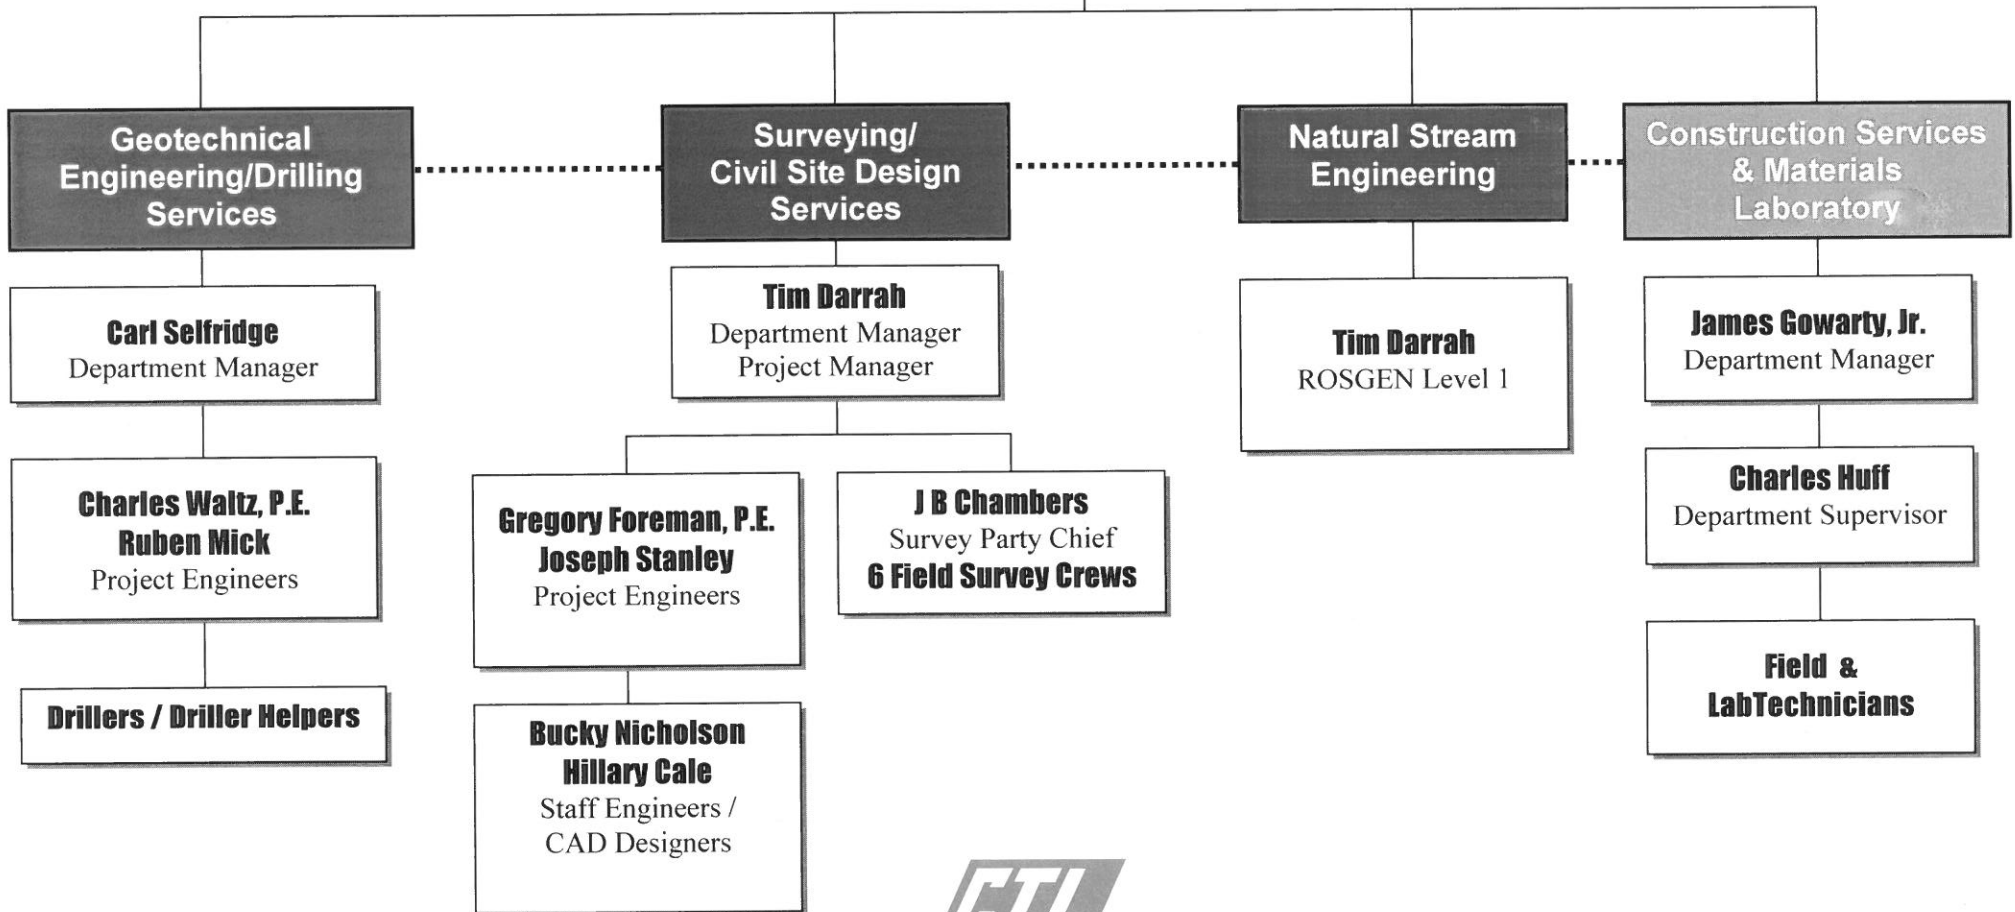 Geotechnical
Engineering/Drilling
Services
Carl Selfridge
Department Manager
Charles Waltz, P.E.
Ruben Mick
Project Engineers
Drillers / Driller Helpers
Surveying/
Civil Site Design
Services
Tim Darrah
Department Manager
Project Manager
Gregory Foreman, P.E.
Joseph Stanley
Project Engineers
Bucky Nicholson
Hillary Cale
Staff Engineers /
CAD Designers
J B Chambers
Survey Party Chief
6 Field Survey Crews
Natural Stream
Engineering
Tim Darrah
ROSGEN Level 1
Construction Services
& Materials
Laboratory
James Gowarty, Jr.
Department Manager
Charles Huff
Department Supervisor
Field &
LabTechnicians